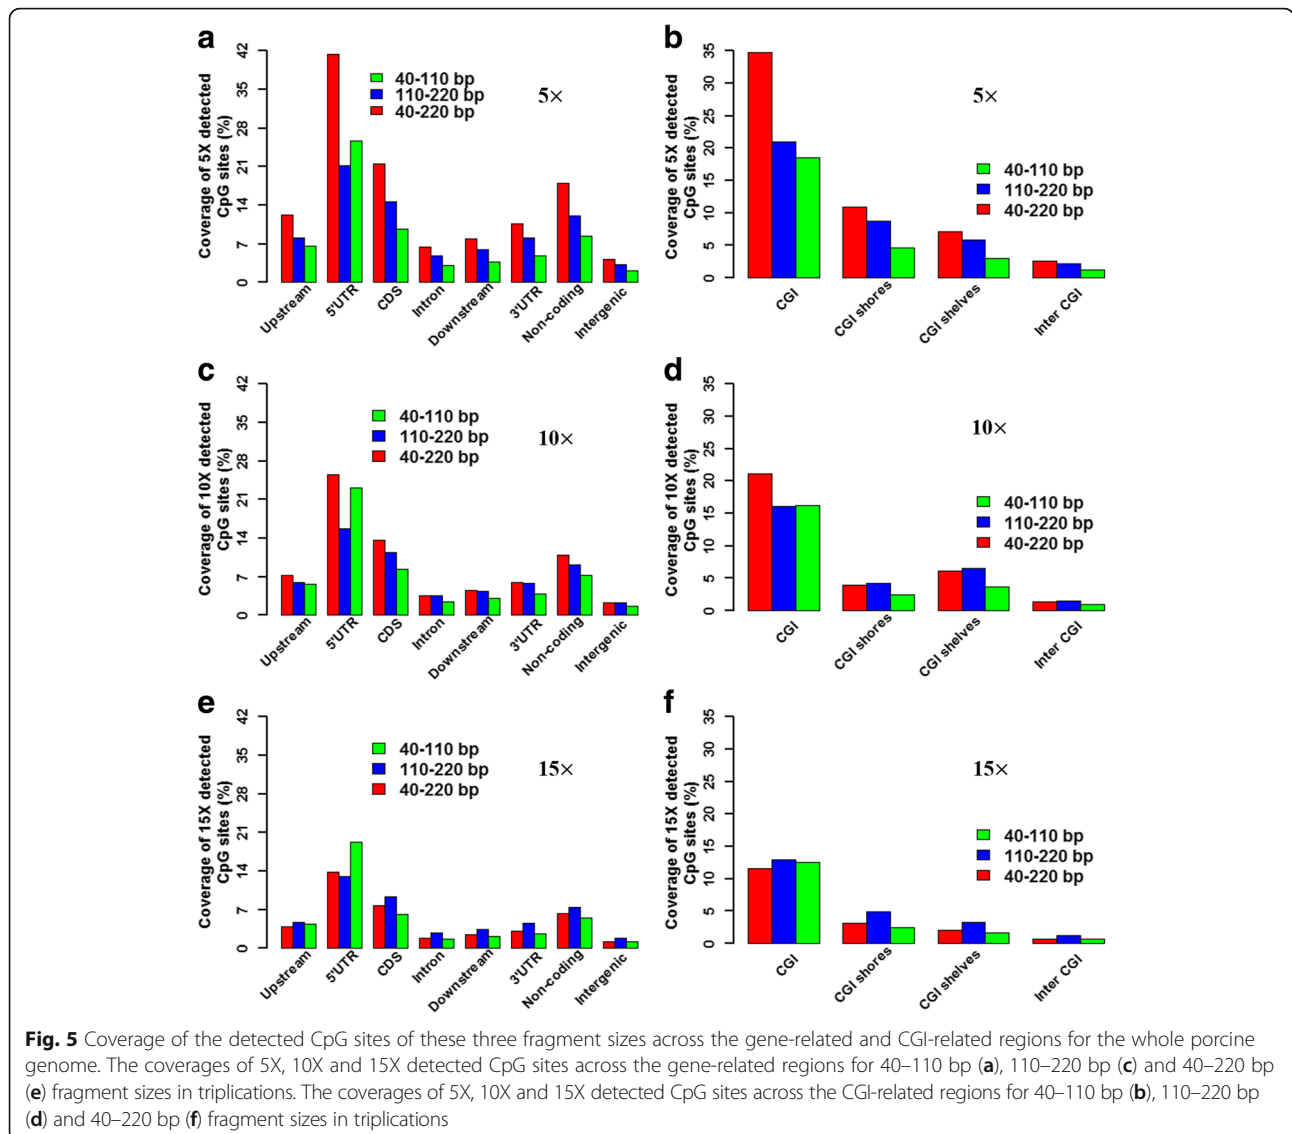 a
Coverage of 5X detected
CpG sites (%)
0 7 14 21 28 35 42
40-110 bp
110-220 bp
40-220 bp
5×
Upstream
5'UTR
CDS
Intron
Downstream
3'UTR
Non-coding
Intergenic
b
Coverage of 5X detected
CpG sites (%)
0 5 10 15 20 25 30 35
5×
40-110 bp
110-220 bp
40-220 bp
CGI
CGI shores
CGI shelves
Inter CGI
c
Coverage of 10X detected
CpG sites (%)
0 7 14 21 28 35 42
40-110 bp
110-220 bp
40-220 bp
10×
Upstream
5'UTR
CDS
Intron
Downstream
3'UTR
Non-coding
Intergenic
d
Coverage of 10X detected
CpG sites (%)
0 5 10 15 20 25 30 35
10×
40-110 bp
110-220 bp
40-220 bp
CGI
CGI shores
CGI shelves
Inter CGI
e
Coverage of 15X detected
CpG sites (%)
0 7 14 21 28 35 42
40-110 bp
110-220 bp
40-220 bp
15×
Upstream
5'UTR
CDS
Intron
Downstream
3'UTR
Non-coding
Intergenic
f
Coverage of 15X detected
CpG sites (%)
0 5 10 15 20 25 30 35
15×
40-110 bp
110-220 bp
40-220 bp
CGI
CGI shores
CGI shelves
Inter CGI
Fig. 5 Coverage of the detected CpG sites of these three fragment sizes across the gene-related and CGI-related regions for the whole porcine
genome. The coverages of 5X, 10X and 15X detected CpG sites across the gene-related regions for 40–110 bp (a), 110–220 bp (c) and 40–220 bp
(e) fragment sizes in triplications. The coverages of 5X, 10X and 15X detected CpG sites across the CGI-related regions for 40–110 bp (b), 110–220 bp
(d) and 40–220 bp (f) fragment sizes in triplications